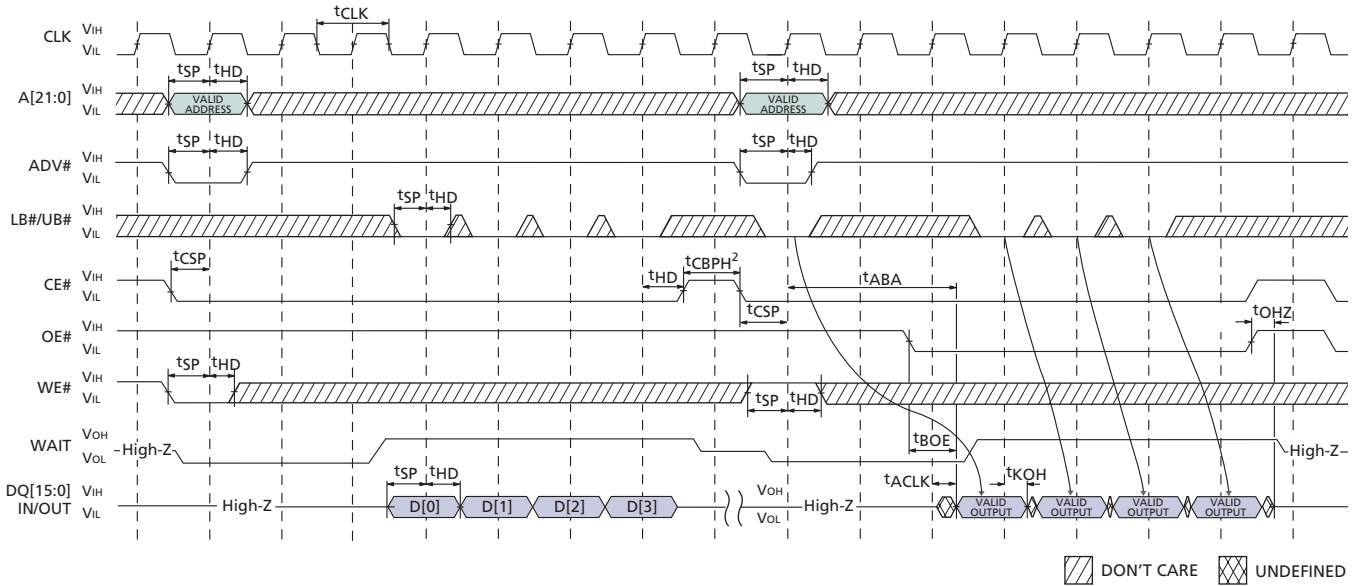 tCLK
CLK VIH
VIL
tSP tHD tSP tHD
A[21:0] VIH
VIL
VALID ADDRESS VALID ADDRESS
tSP tHD tSP tHD
ADV# VIH
VIL
tSP tHD
LB#/UB# VIH
VIL
tCSP tHD tCBPH2 tABA
CE# VIH
VIL
tCSP tOHZ
OE# VIH
VIL
tSP tHD
WE# VIH
VIL
tSP tHD
tBOE
WAIT VOH
VOL
High-Z High-Z
tSP tHD tACLK tKOH
DQ[15:0] IN/OUT VIH
VIL
High-Z D[0] D[1] D[2] D[3] VOH
VOL
High-Z VALID OUTPUT VALID OUTPUT VALID OUTPUT VALID OUTPUT
DON'T CARE UNDEFINED